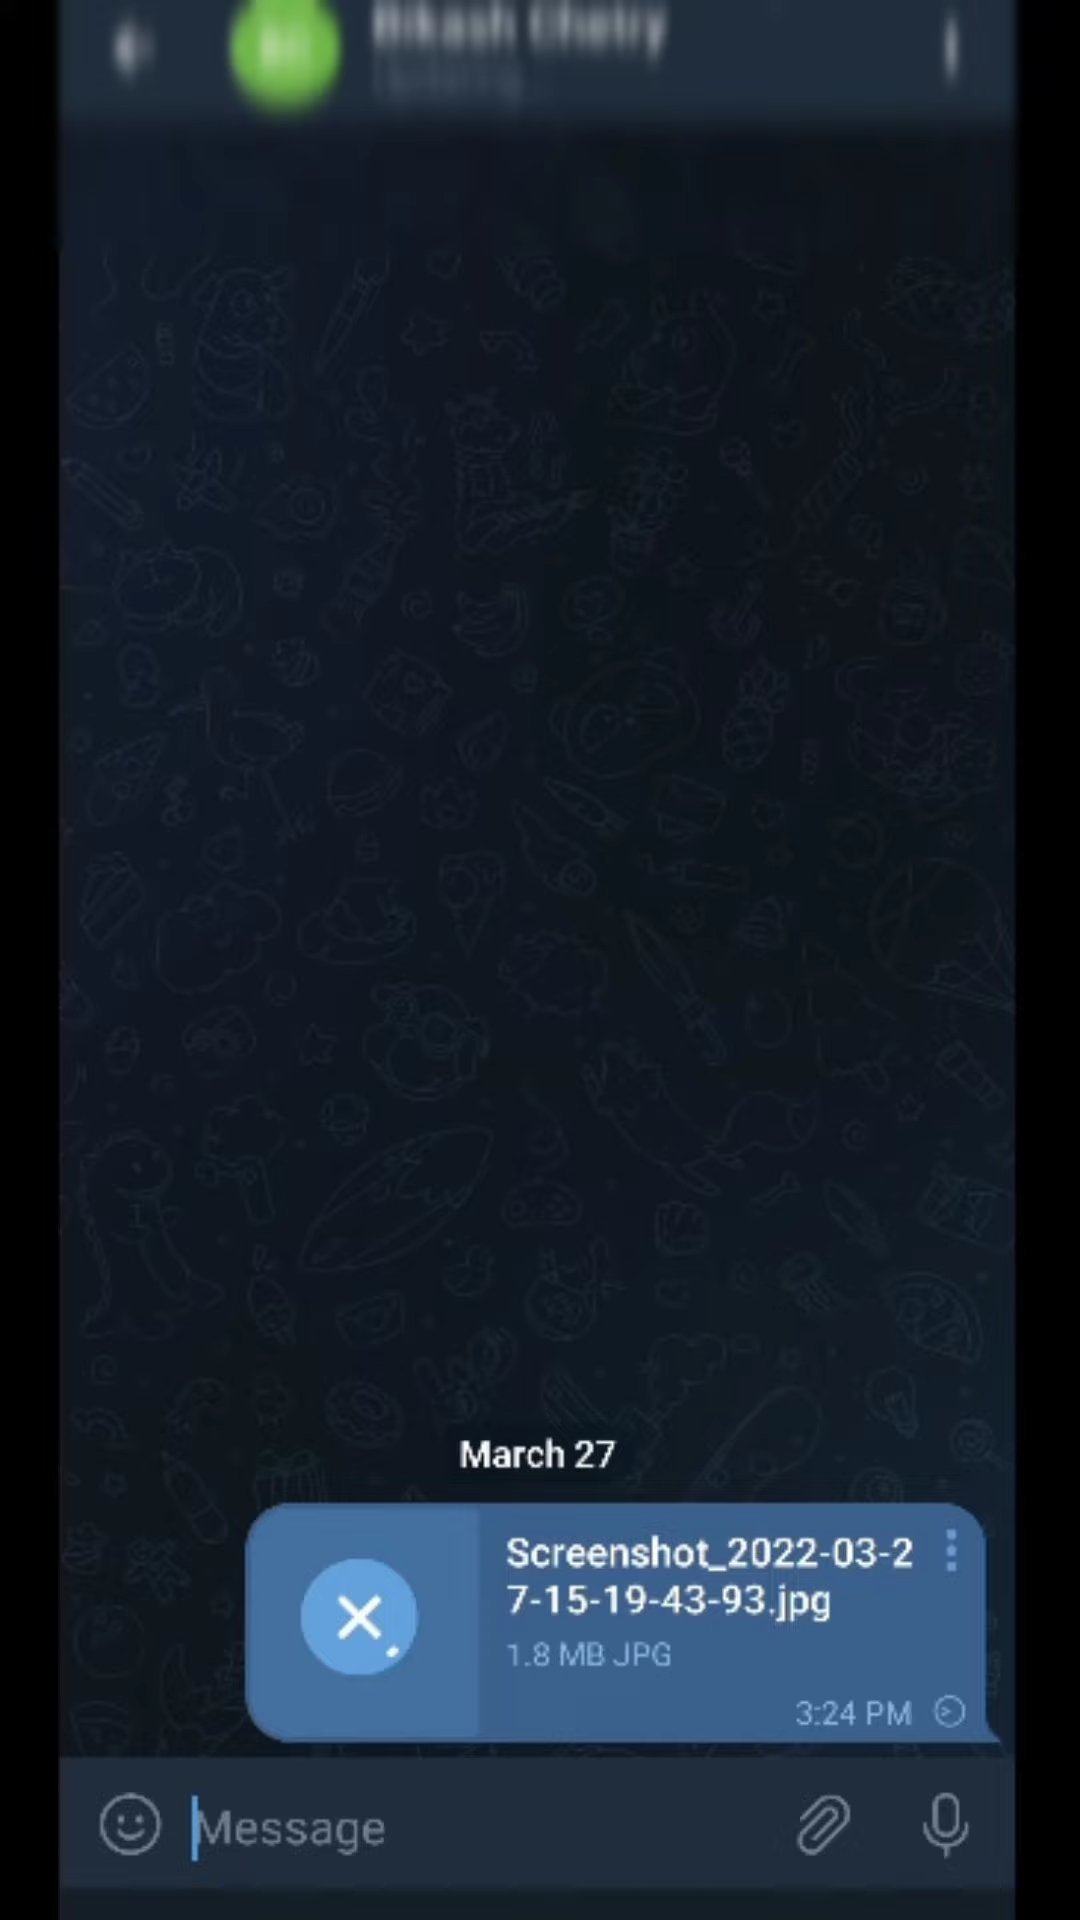 March 27
Screenshot_2022-03-2
7-15-19-43-93.jpg
1.8 MB JPG
3:24 PM
Message